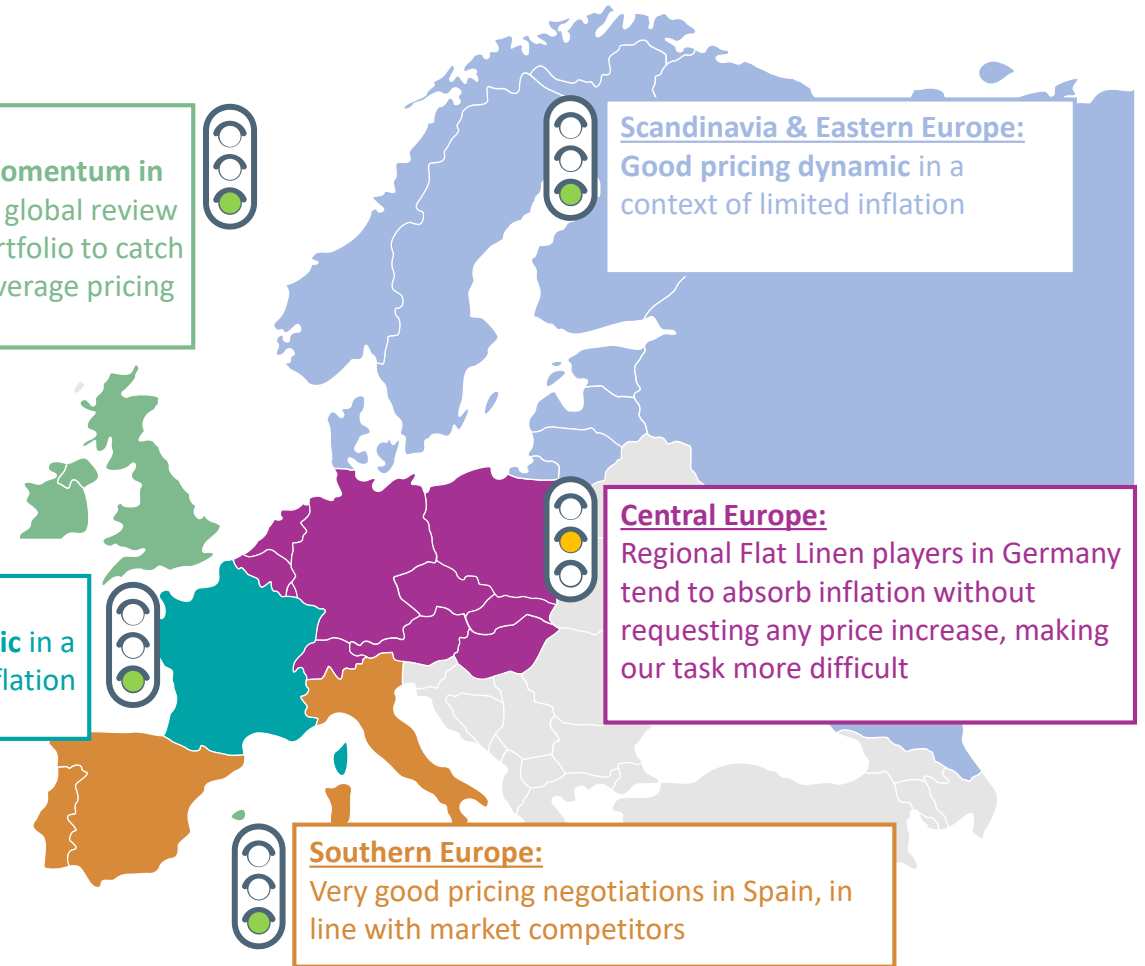 omentum in
global review
rtfolio to catch
verage pricing
Scandinavia & Eastern Europe:
Good pricing dynamic in a
context of limited inflation
Central Europe:
Regional Flat Linen players in Germany
tend to absorb inflation without
requesting any price increase, making
our task more difficult
ic in a
flation
Southern Europe:
Very good pricing negotiations in Spain, in
line with market competitors